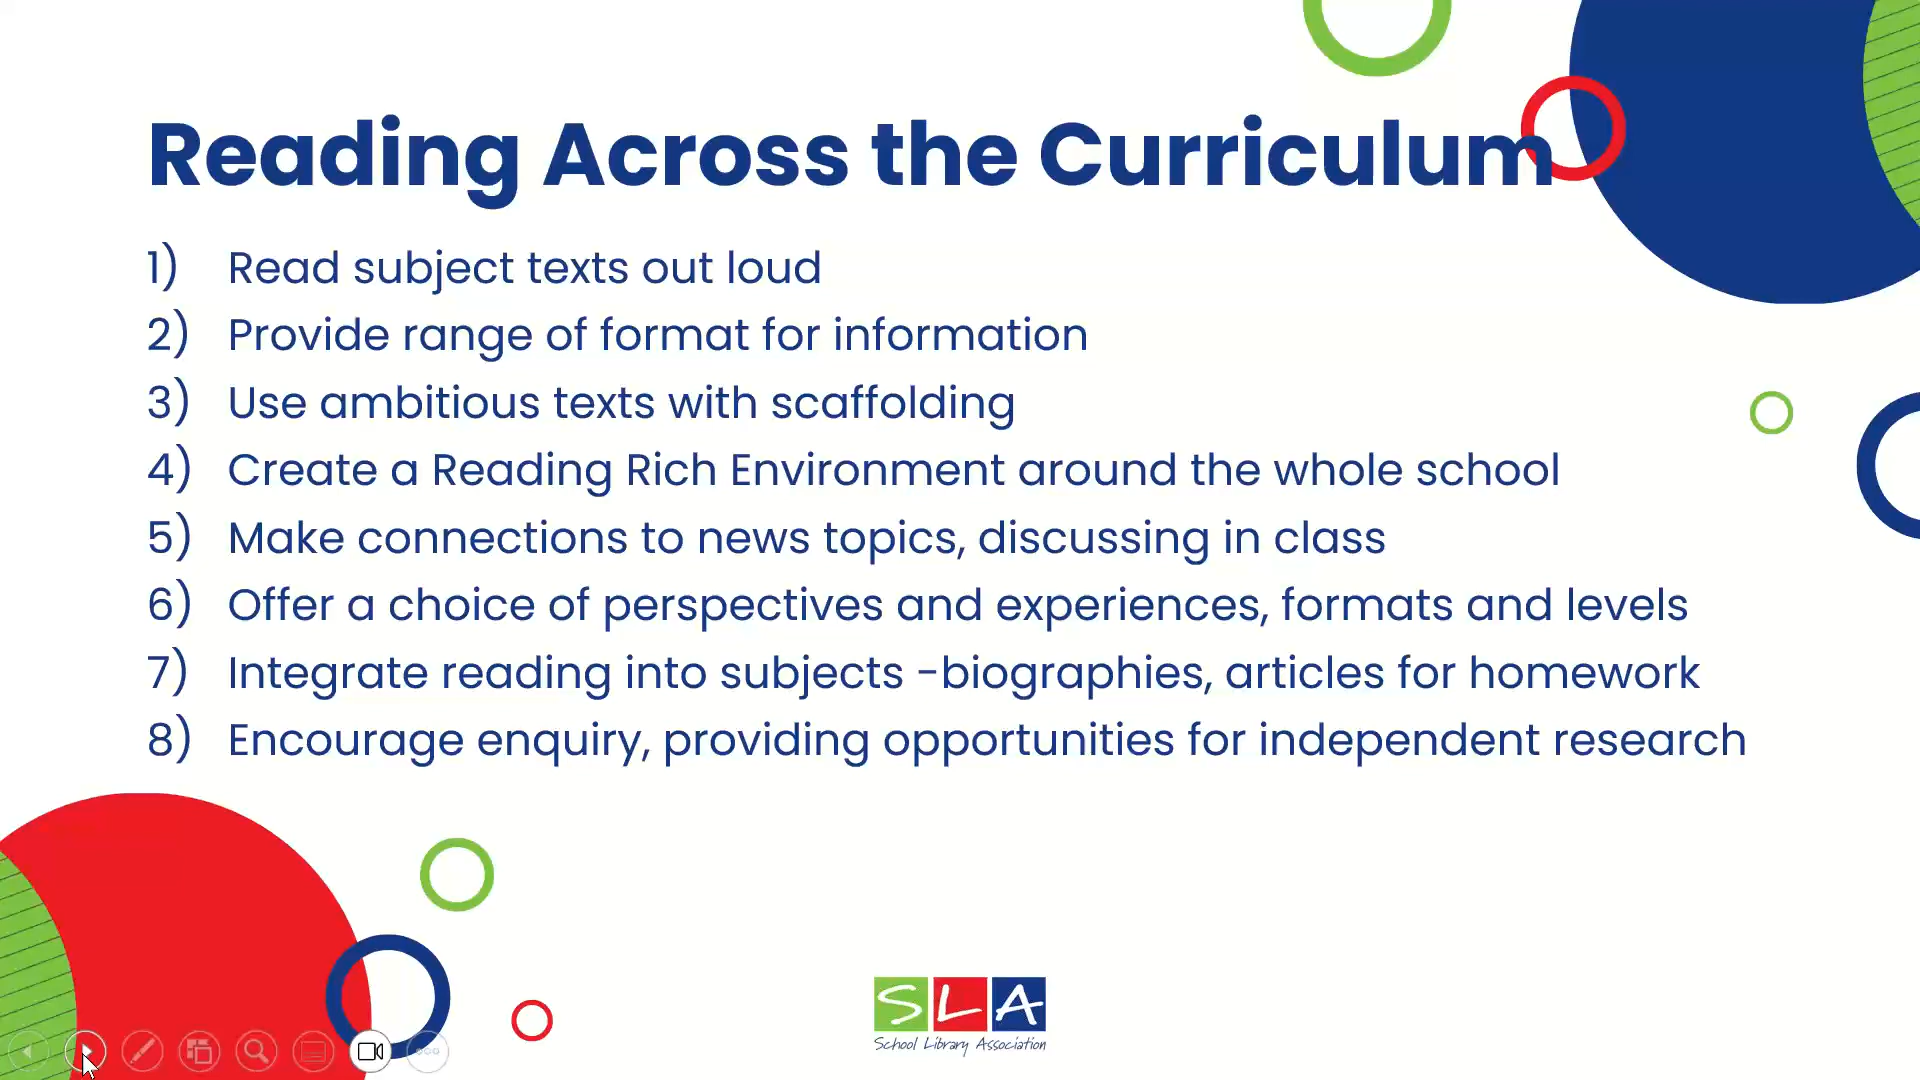 Reading Across the Curriculum
1) Read subject texts out loud
2) Provide range of format for information
3) Use ambitious texts with scaffolding
4) Create a Reading Rich Environment around the whole school
5) Make connections to news topics, discussing in class
6) Offer a choice of perspectives and experiences, formats and levels
7) Integrate reading into subjects -biographies, articles for homework
8) Encourage enquiry, providing opportunities for independent research
SLA
School Library Association